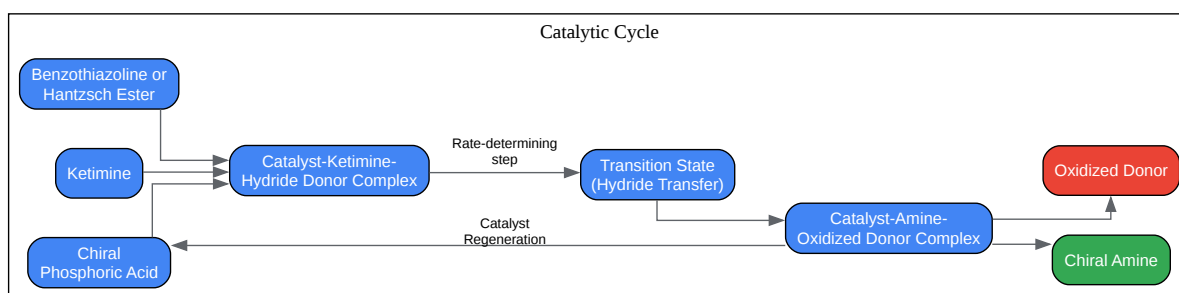 Catalytic Cycle
Benzothiazoline or
Hantzsch Ester
Ketimine
Chiral
Phosphoric Acid
Catalyst-Ketimine-
Hydride Donor Complex
Rate-determining
step
Transition State
(Hydride Transfer)
Catalyst
Regeneration
Catalyst-Amine-
Oxidized Donor Complex
Oxidized Donor
Chiral Amine